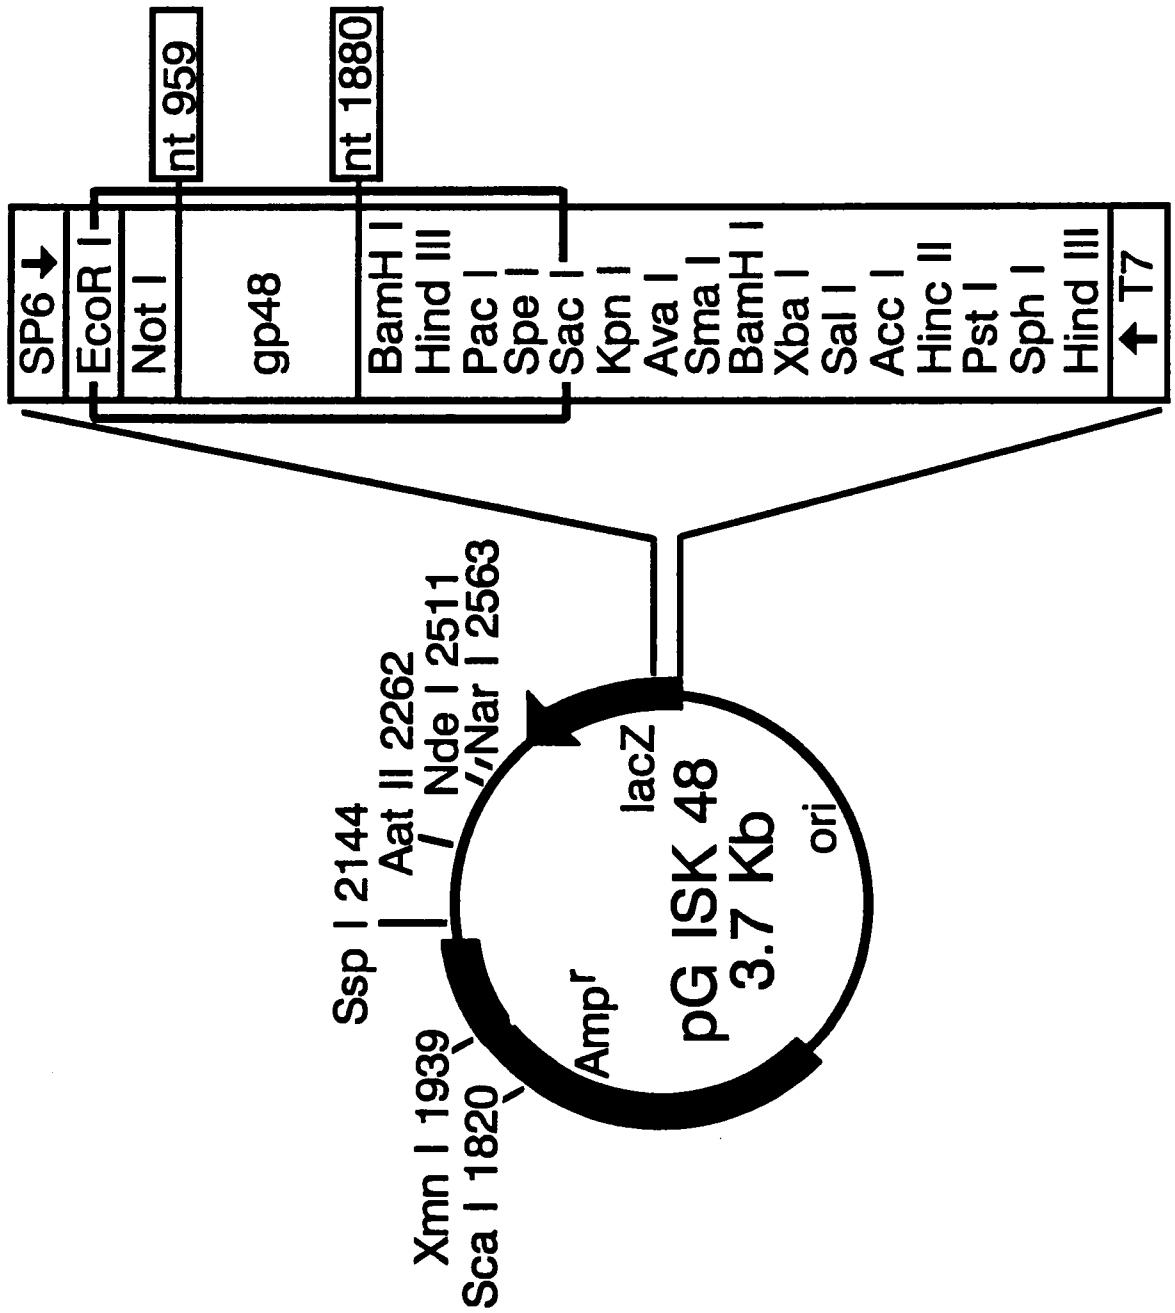 SP6 →
EcoR I
Not I
gp48
BamH I
Hind III
Pac I
Spe I
Sac I
Kpn I
Ava I
Sma I
BamH I
Xba I
Sal I
Acc I
Hinc II
Pst I
Sph I
Hind III
↑ T7
nt 959
nt 1880
Xmn I 1939
Sca I 1820
Ssp I 2144
Aat II 2262
Nde I 2511
Nar I 2563
Ampr
lacZ
pG ISK 48
3.7 Kb
ori